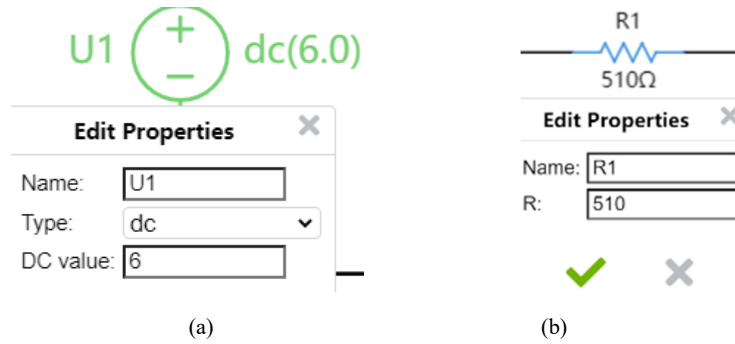 U1 + − dc(6.0)
Edit Properties
Name: U1
Type: dc
DC value: 6
(a)
R1
510Ω
Edit Properties
Name: R1
R: 510
(b)